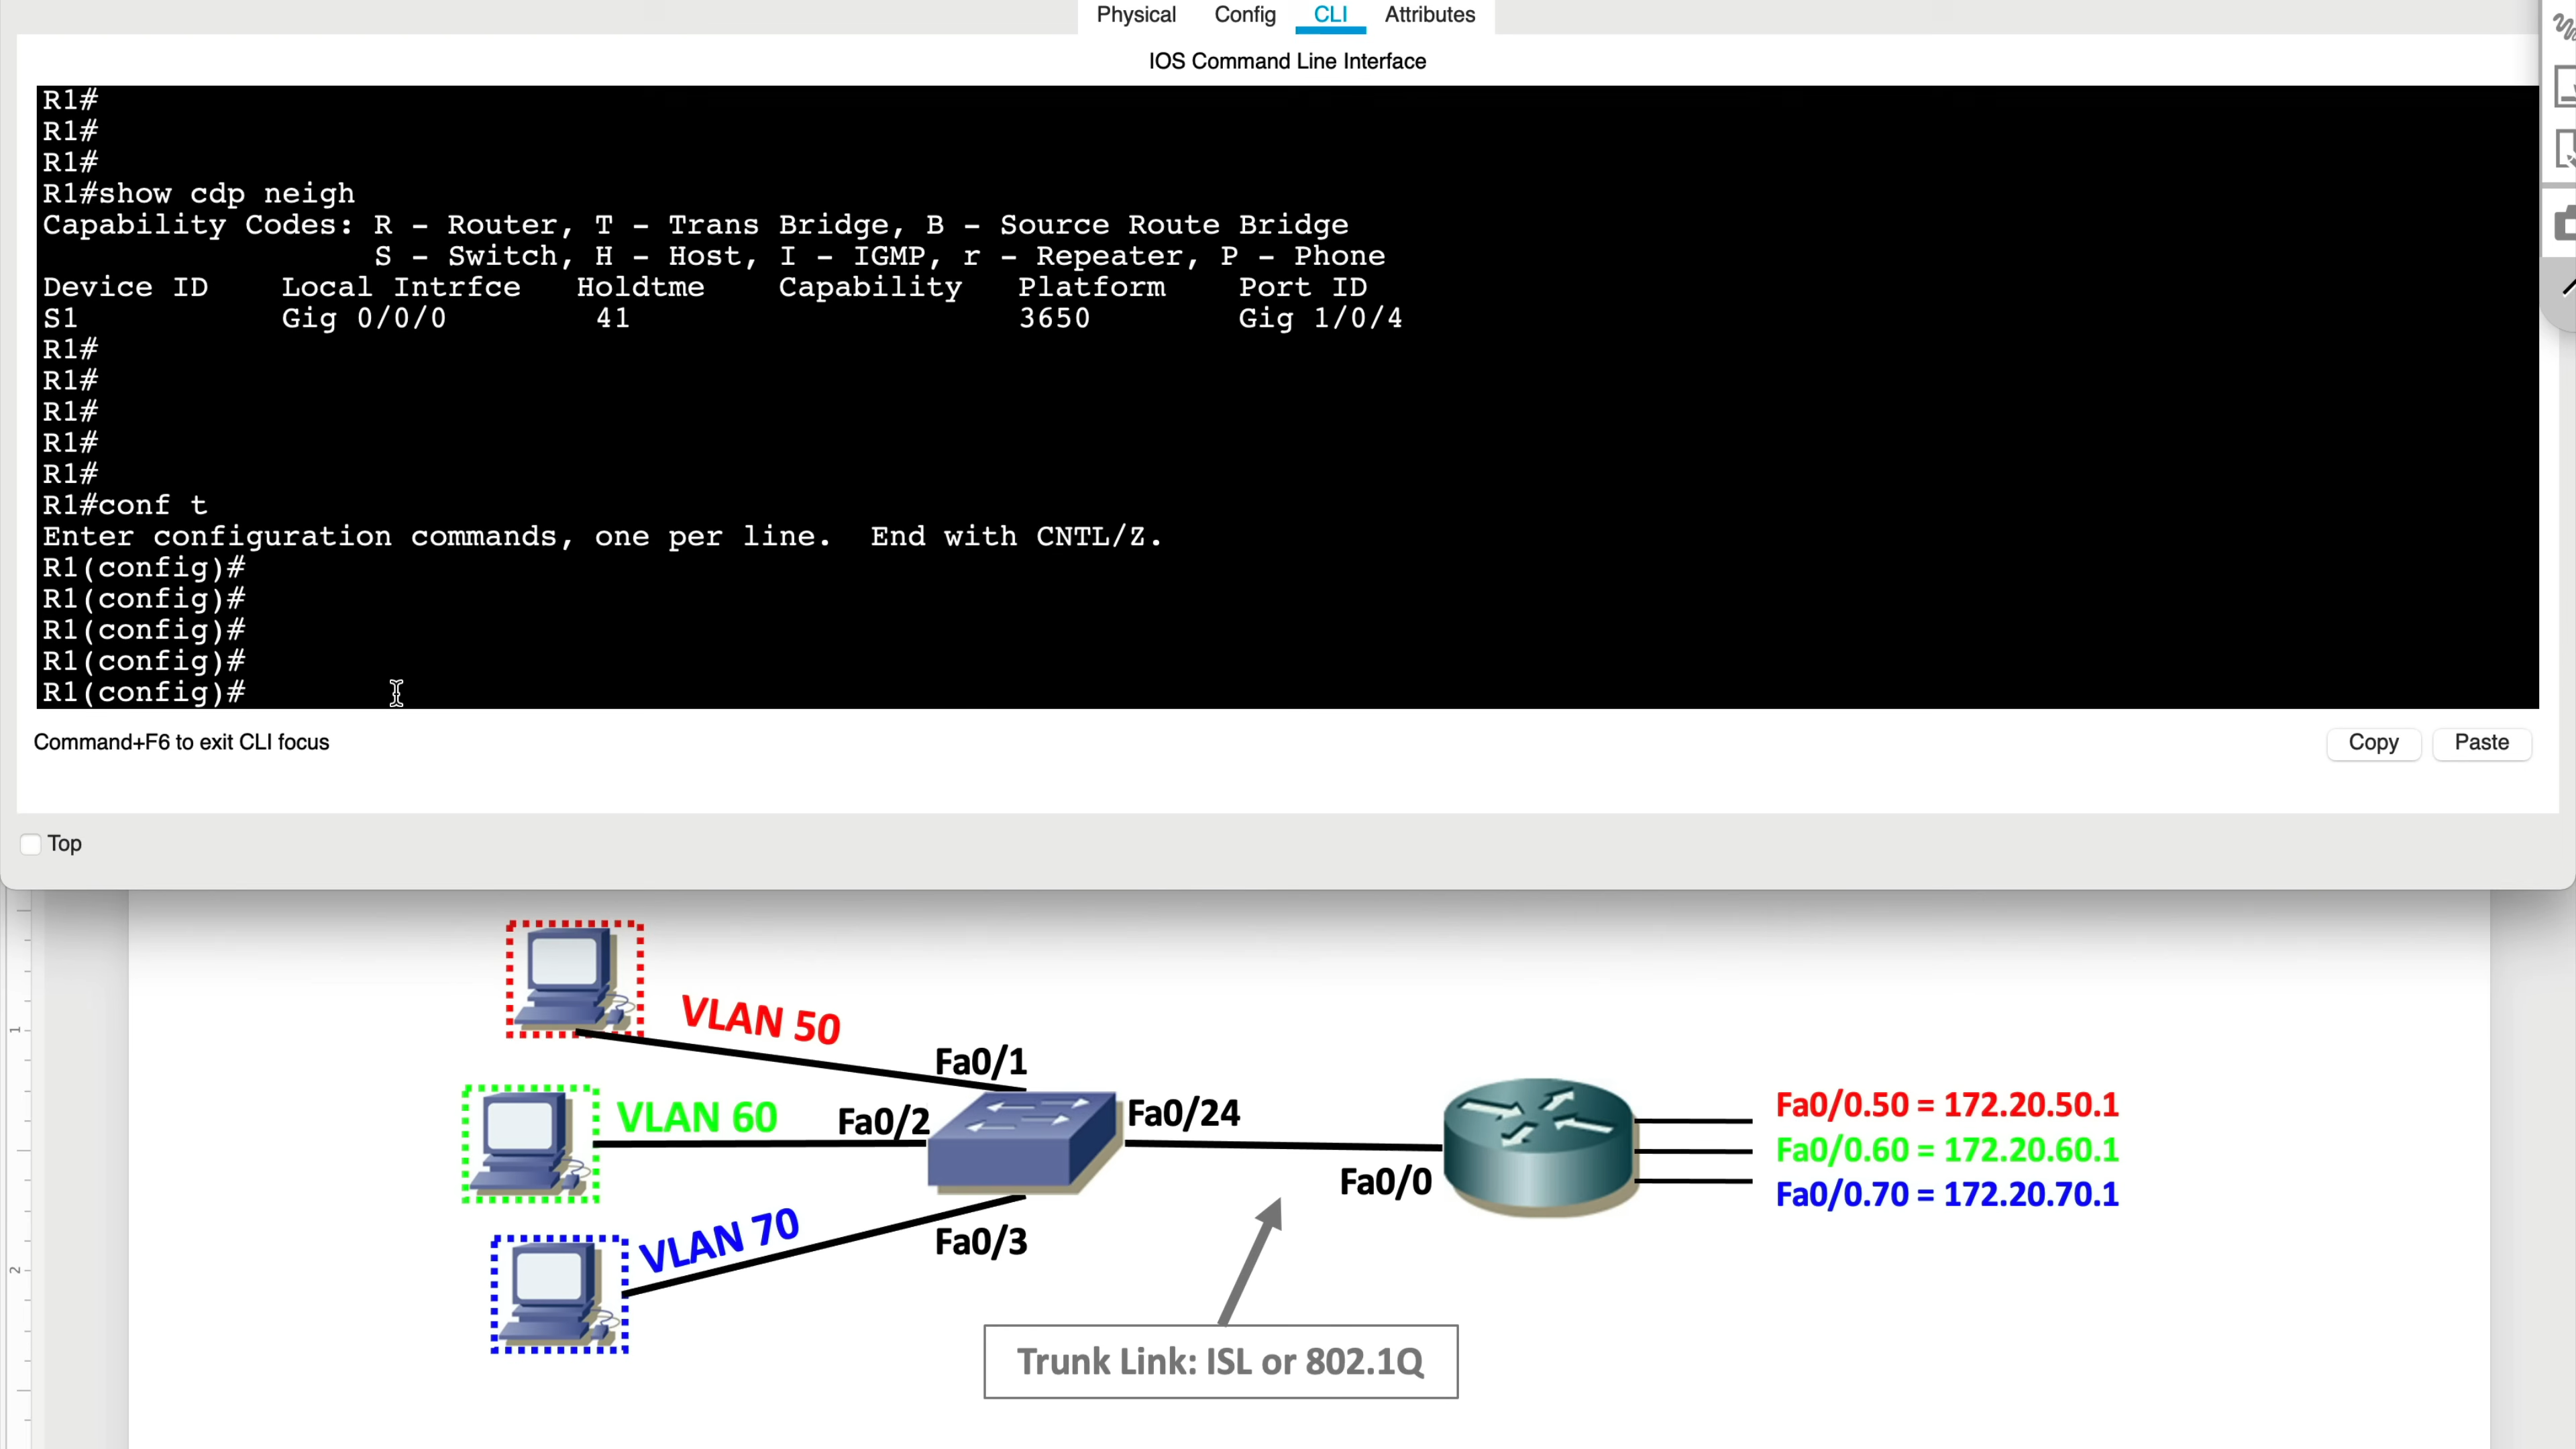 Physical Config CLI Attributes
IOS Command Line Interface
R1#
R1#
R1#
R1#show cdp neigh
Capability Codes: R - Router, T - Trans Bridge, B - Source Route Bridge
S - Switch, H - Host, I - IGMP, r - Repeater, P - Phone
Device ID Local Intrfce Holdtme Capability Platform Port ID
S1 Gig 0/0/0 41 3650 Gig 1/0/4
R1#
R1#
R1#
R1#
R1#
R1#conf t
Enter configuration commands, one per line. End with CNTL/Z.
R1(config)#
R1(config)#
R1(config)#
R1(config)#
R1(config)#
Command+F6 to exit CLI focus
Copy Paste
Top
VLAN 50
Fa0/1
VLAN 60
Fa0/2
Fa0/24
Fa0/0
VLAN 70
Fa0/3
Fa0/0.50 = 172.20.50.1
Fa0/0.60 = 172.20.60.1
Fa0/0.70 = 172.20.70.1
Trunk Link: ISL or 802.1Q
1
2